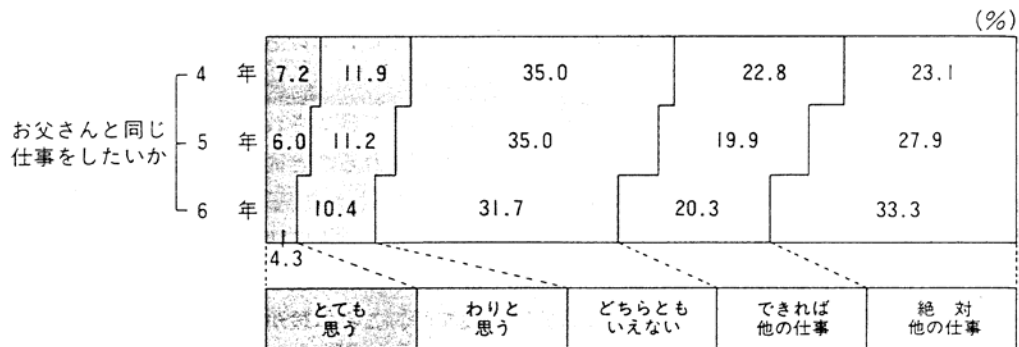 (%)
4 年 7.2 11.9 35.0 22.8 23.1
お父さんと同じ
仕事をしたいか
5 6.0 11.2 35.0 19.9 27.9
6 年 10.4 31.7 20.3 33.3
4.3
とても
思う
わりと
思う
どちらとも
いえない
できれば
他の仕事
絶対
他の仕事